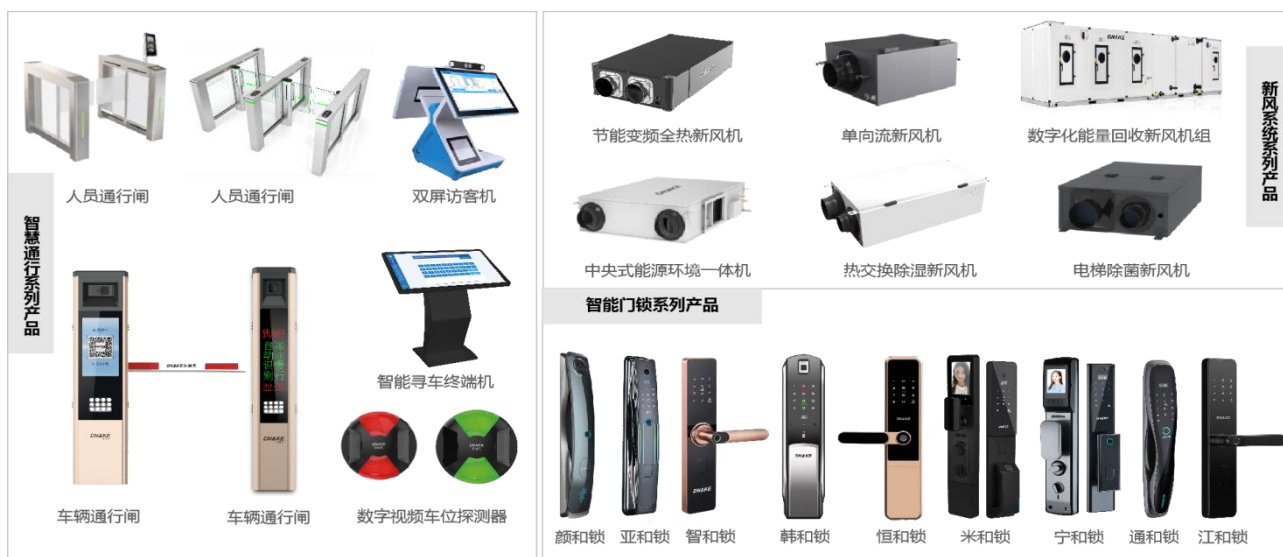 人员通行闸
人员通行闸
双屏访客机
智慧通行系列产品
智能寻车终端机
DNAKE
DNAKE
车辆通行闸
车辆通行闸
数字视频车位探测器
DNAKE
节能变频全热新风机
单向流新风机
数字化能量回收新风机组
新风系统系列产品
DNAKE
中央式能源环境一体机
热交换除湿新风机
电梯除菌新风机
智能门锁系列产品
DNAKE
DNAKE
DNAKE
颜和锁
亚和锁
智和锁
韩和锁
恒和锁
米和锁
宁和锁
通和锁
江和锁